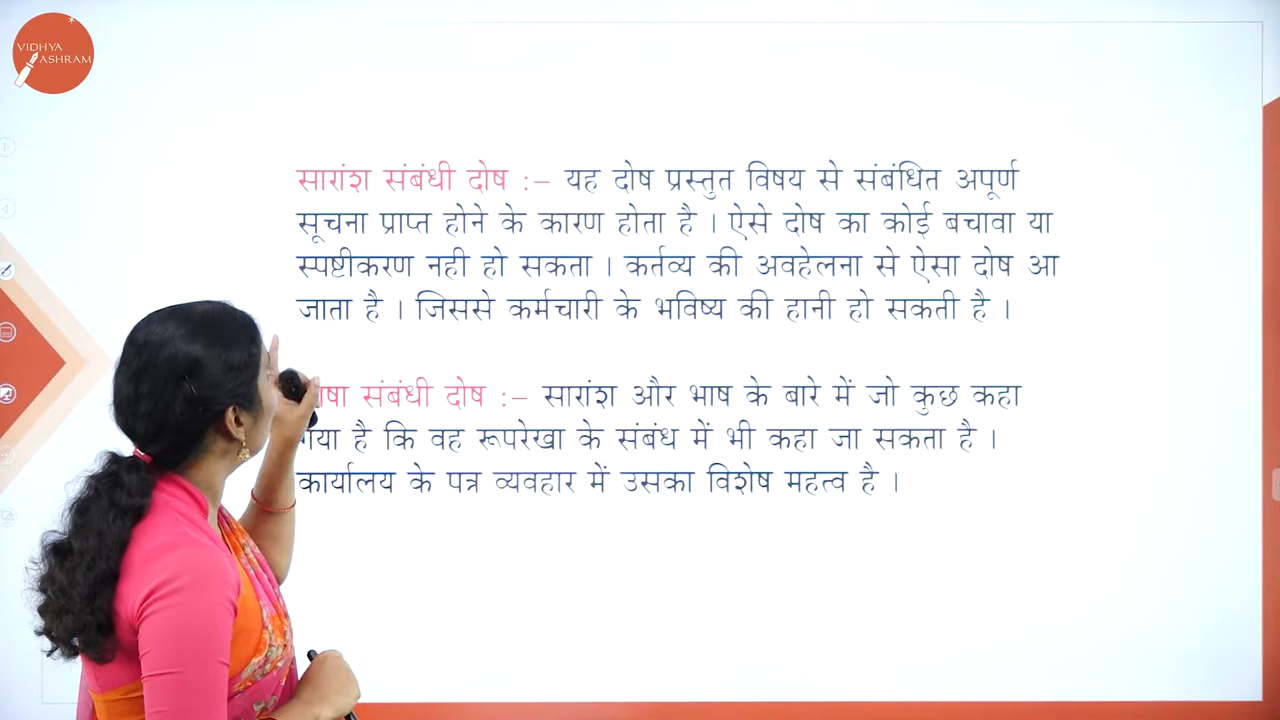 VIDHYA
ASHRAM
सारांश संबंधी दोष :– यह दोष प्रस्तुत विषय से संबंधित अपूर्ण
सूचना प्राप्त होने के कारण होता है । ऐसे दोष का कोई बचावा या
स्पष्टीकरण नही हो सकता । कर्तव्य की अवहेलना से ऐसा दोष आ
जाता है । जिससे कर्मचारी के भविष्य की हानी हो सकती है ।
संबंधी दोष :– सारांश और भाष के बारे में जो कुछ कहा
गया है कि वह रूपरेखा के संबंध में भी कहा जा सकता है ।
कार्यालय के पत्र व्यवहार में उसका विशेष महत्व है ।